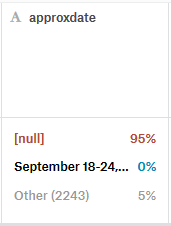 A approxdate
[null] 95%
September 18-24,... 0%
Other (2243) 5%